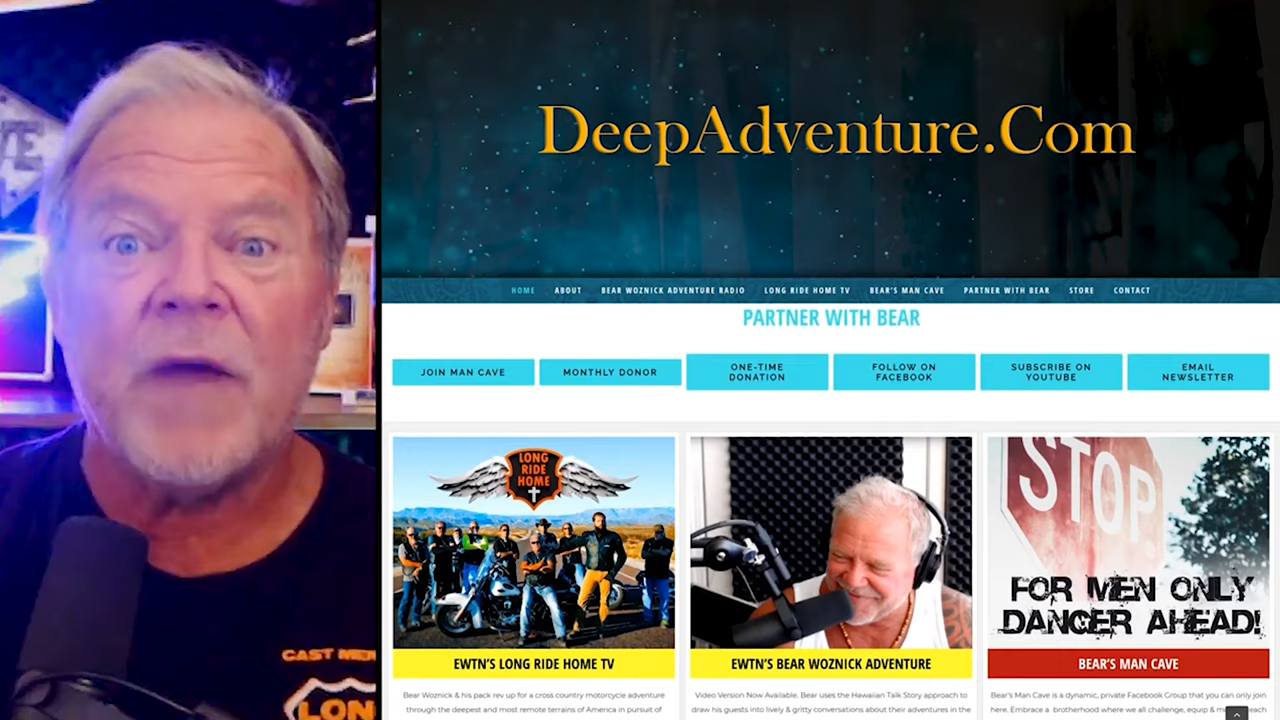 DeepAdventure.Com
HOME ABOUT BEAR WOZNICK ADVENTURE RADIO LONG RIDE HOME TV BEAR'S MAN CAVE PARTNER WITH BEAR STORE CONTACT
PARTNER WITH BEAR
JOIN MAN CAVE
MONTHLY DONOR
ONE-TIME
DONATION
FOLLOW ON
FACEBOOK
SUBSCRIBE ON
YOUTUBE
EMAIL
NEWSLETTER
LONG
RIDE
HOME
EWTN'S LONG RIDE HOME TV
Bear Woznick & his pack rev up for a cross country motorcycle adventure
through the deepest and most remote terrains of America in pursuit of
EWTN'S BEAR WOZNICK ADVENTURE
Video Version Now Available. Bear uses the Hawaiian Talk Story approach to
draw his guests into lively & gritty conversations about their adventures in the
STOP
FOR MEN ONLY
DANGER AHEAD!
BEAR'S MAN CAVE
Bear's Man Cave is a dynamic, private Facebook Group that you can only join
here. Embrace a brotherhood where we all challenge, equip &
CAST
LON